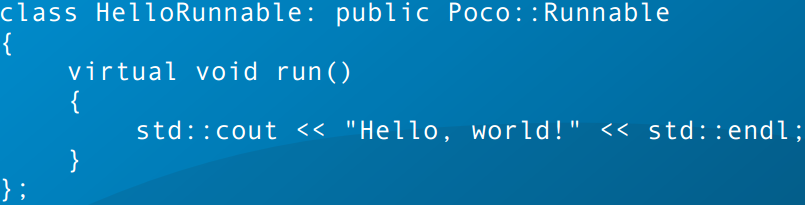 class HelloRunnable: public Poco::Runnable
{
    virtual void run()
    {
        std::cout << "Hello, world!" << std::endl;
    }
};